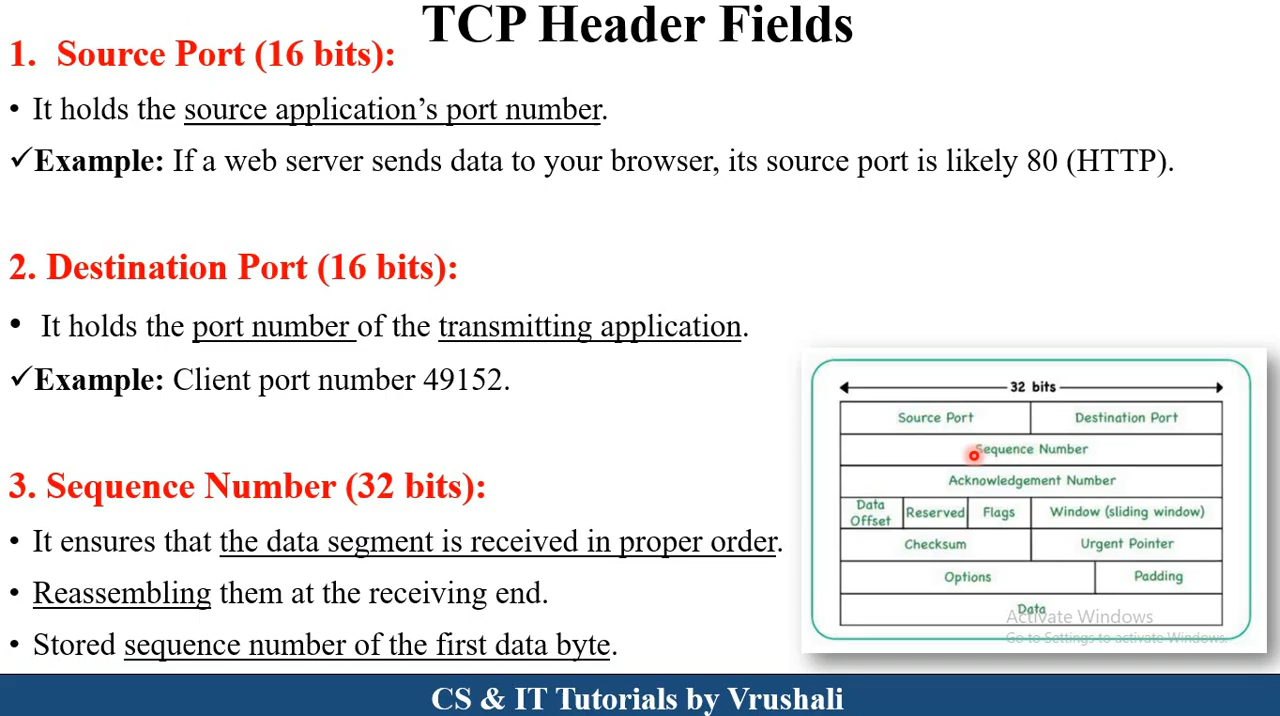 TCP Header Fields
1. Source Port (16 bits):
• It holds the source application’s port number.
✓Example: If a web server sends data to your browser, its source port is likely 80 (HTTP).
2. Destination Port (16 bits):
• It holds the port number of the transmitting application.
✓Example: Client port number 49152.
3. Sequence Number (32 bits):
• It ensures that the data segment is received in proper order.
• Reassembling them at the receiving end.
• Stored sequence number of the first data byte.
32 bits
Source Port Destination Port
Sequence Number
Acknowledgement Number
Data Offset Reserved Flags Window (sliding window)
Checksum Urgent Pointer
Options Padding
Data
Activate Windows
Go to Settings to activate Windows.
CS & IT Tutorials by Vrushali